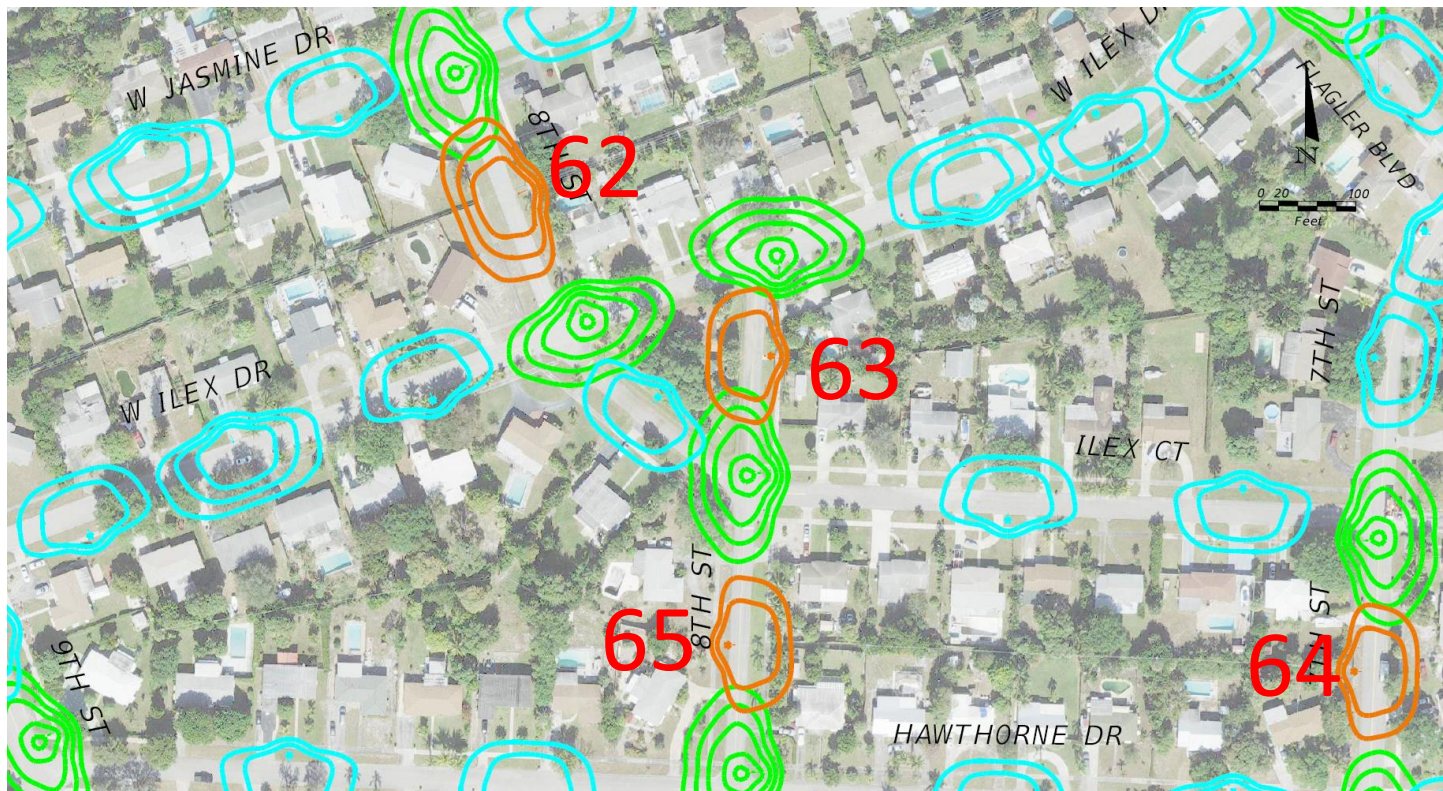 W JASMINE DR
W ILEX DR
FLAGLER BLVD
8TH ST
62
N
0 20 100
Feet
7TH ST
63
W ILEX DR
ILEX CT
8TH ST
65
64
9TH ST
HAWTHORNE DR